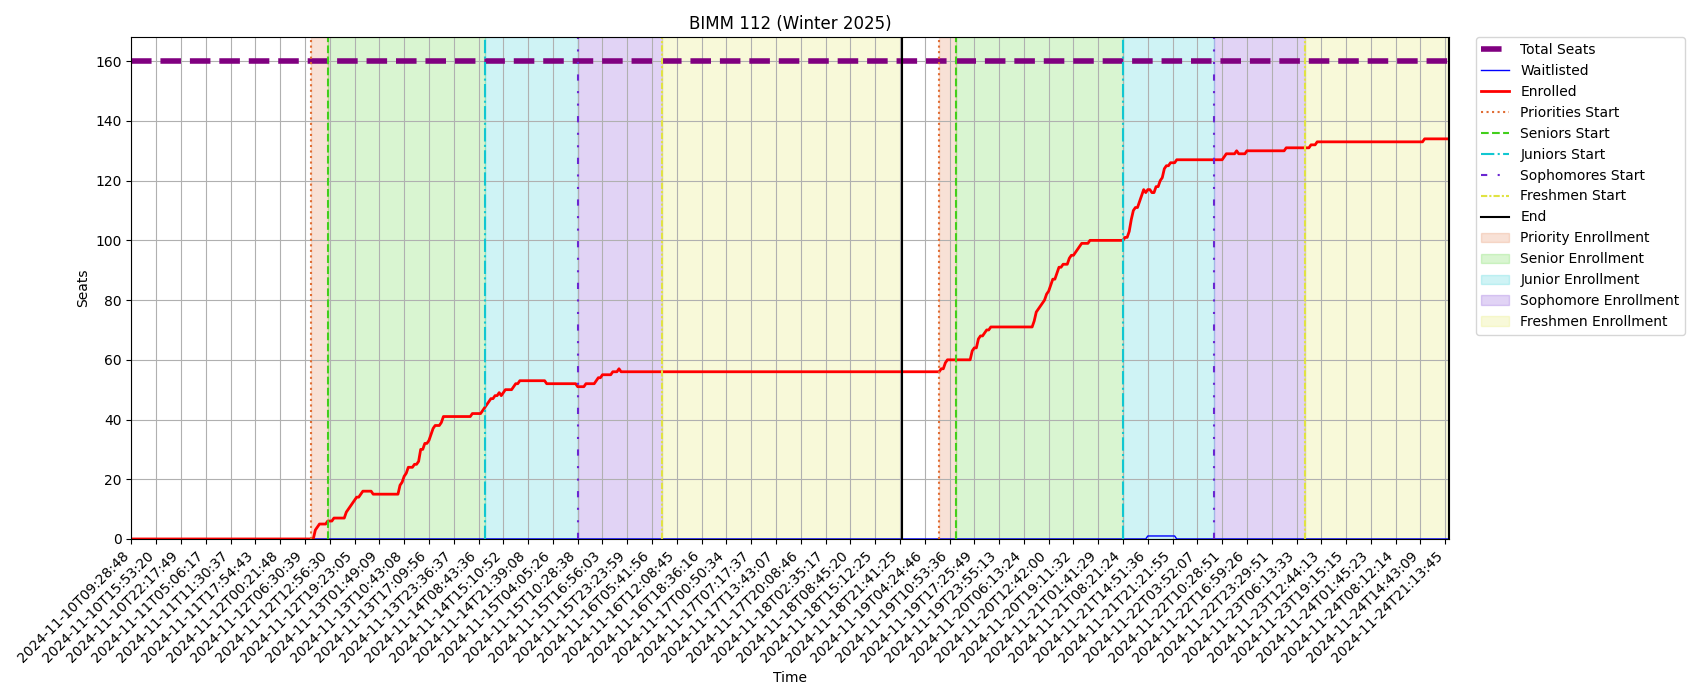 BIMM 112 (Winter 2025)
Seats
160
140
120
100
80
60
40
20
0
2024-11-10T09:28:48
2024-11-10T15:53:20
2024-11-10T22:17:49
2024-11-11T05:06:17
2024-11-11T11:30:37
2024-11-11T17:54:43
2024-11-12T00:21:48
2024-11-12T06:30:39
2024-11-12T12:56:30
2024-11-12T19:23:05
2024-11-13T01:49:09
2024-11-13T10:43:08
2024-11-13T17:09:56
2024-11-13T23:36:37
2024-11-14T08:43:36
2024-11-14T15:10:52
2024-11-14T21:39:08
2024-11-15T04:05:26
2024-11-15T10:28:38
2024-11-15T16:56:03
2024-11-15T23:23:59
2024-11-16T05:41:56
2024-11-16T12:08:45
2024-11-16T18:36:16
2024-11-17T00:50:34
2024-11-17T07:17:37
2024-11-17T13:43:07
2024-11-17T20:08:46
2024-11-18T02:35:17
2024-11-18T08:45:20
2024-11-18T15:12:25
2024-11-18T21:41:25
2024-11-19T04:24:46
2024-11-19T10:53:36
2024-11-19T17:25:49
2024-11-19T23:55:13
2024-11-20T06:13:24
2024-11-20T12:42:00
2024-11-20T19:11:32
2024-11-21T01:41:29
2024-11-21T08:21:24
2024-11-21T14:51:36
2024-11-21T21:21:55
2024-11-22T03:52:07
2024-11-22T10:28:51
2024-11-22T16:59:26
2024-11-22T23:29:51
2024-11-23T06:13:33
2024-11-23T12:44:13
2024-11-23T19:15:15
2024-11-24T01:45:23
2024-11-24T08:12:14
2024-11-24T14:43:09
2024-11-24T21:13:45
Time
Total Seats
Waitlisted
Enrolled
Priorities Start
Seniors Start
Juniors Start
Sophomores Start
Freshmen Start
End
Priority Enrollment
Senior Enrollment
Junior Enrollment
Sophomore Enrollment
Freshmen Enrollment